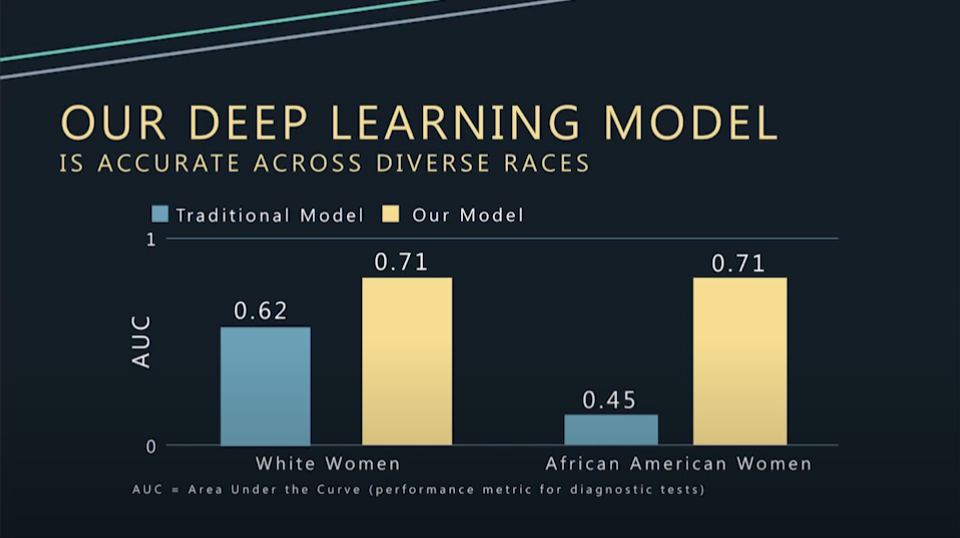 OUR DEEP LEARNING MODEL
IS ACCURATE ACROSS DIVERSE RACES
Traditional Model Our Model
1
0.71 0.71
0.62
AUC
0.45
0
White Women African American Women
AUC = Area Under the Curve (performance metric for diagnostic tests)